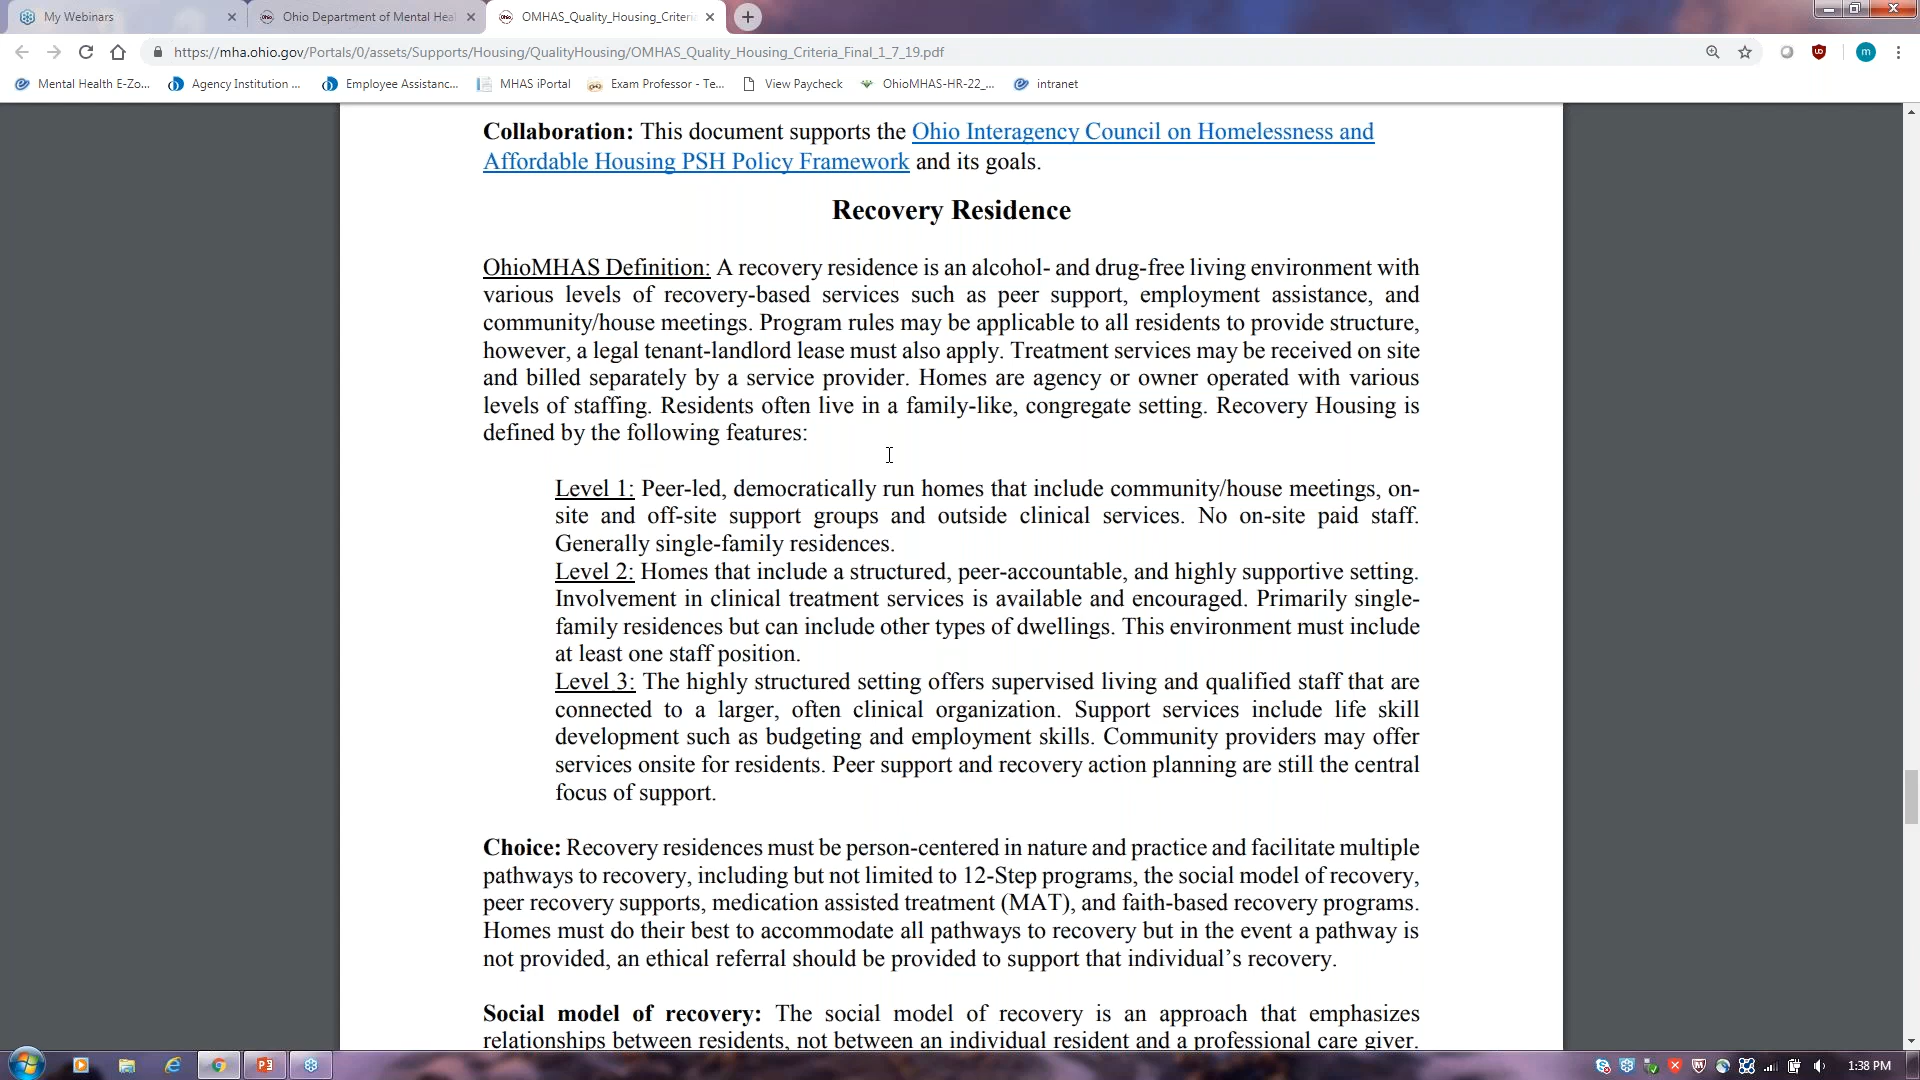 My Webinars
Ohio Department of Mental Heal
OMHAS_Quality_Housing_Criteria
https://mha.ohio.gov/Portals/0/assets/Supports/Housing/QualityHousing/OMHAS_Quality_Housing_Criteria_Final_1_7_19.pdf
m
Mental Health E-Zo... Agency Institution ... Employee Assistanc... MHAS iPortal Exam Professor - Te... View Paycheck OhioMHAS-HR-22_... intranet
Collaboration: This document supports the Ohio Interagency Council on Homelessness and
Affordable Housing PSH Policy Framework and its goals.
Recovery Residence
OhioMHAS Definition: A recovery residence is an alcohol- and drug-free living environment with
various levels of recovery-based services such as peer support, employment assistance, and
community/house meetings. Program rules may be applicable to all residents to provide structure,
however, a legal tenant-landlord lease must also apply. Treatment services may be received on site
and billed separately by a service provider. Homes are agency or owner operated with various
levels of staffing. Residents often live in a family-like, congregate setting. Recovery Housing is
defined by the following features:
Level 1: Peer-led, democratically run homes that include community/house meetings, on-
site and off-site support groups and outside clinical services. No on-site paid staff.
Generally single-family residences.
Level 2: Homes that include a structured, peer-accountable, and highly supportive setting.
Involvement in clinical treatment services is available and encouraged. Primarily single-
family residences but can include other types of dwellings. This environment must include
at least one staff position.
Level 3: The highly structured setting offers supervised living and qualified staff that are
connected to a larger, often clinical organization. Support services include life skill
development such as budgeting and employment skills. Community providers may offer
services onsite for residents. Peer support and recovery action planning are still the central
focus of support.
Choice: Recovery residences must be person-centered in nature and practice and facilitate multiple
pathways to recovery, including but not limited to 12-Step programs, the social model of recovery,
peer recovery supports, medication assisted treatment (MAT), and faith-based recovery programs.
Homes must do their best to accommodate all pathways to recovery but in the event a pathway is
not provided, an ethical referral should be provided to support that individual's recovery.
Social model of recovery: The social model of recovery is an approach that emphasizes
relationships between residents, not between an individual resident and a professional care giver.
1:38 PM